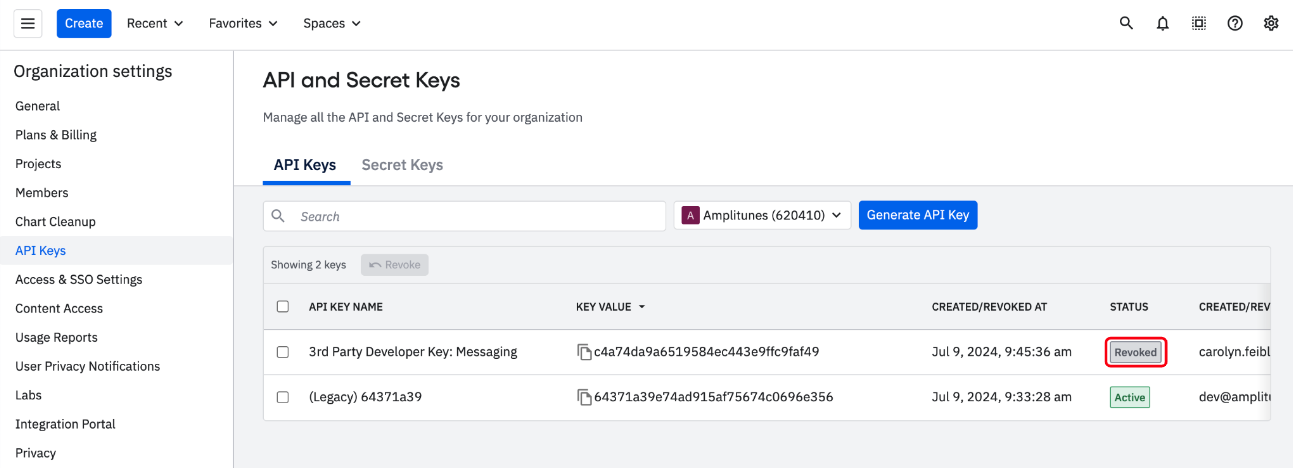 Create Recent Favorites Spaces
Organization settings
General
Plans & Billing
Projects
Members
Chart Cleanup
API Keys
Access & SSO Settings
Content Access
Usage Reports
User Privacy Notifications
Labs
Integration Portal
Privacy
API and Secret Keys
Manage all the API and Secret Keys for your organization
API Keys Secret Keys
Search A Amplitunes (620410) Generate API Key
Showing 2 keys Revoke
API KEY NAME KEY VALUE CREATED/REVOKED AT STATUS CREATED/REV
3rd Party Developer Key: Messaging c4a74da9a6519584ec443e9ffc9faf49 Jul 9, 2024, 9:45:36 am Revoked carolyn.feibl
(Legacy) 64371a39 64371a39e74ad915af75674c0696e356 Jul 9, 2024, 9:33:28 am Active dev@amplitu